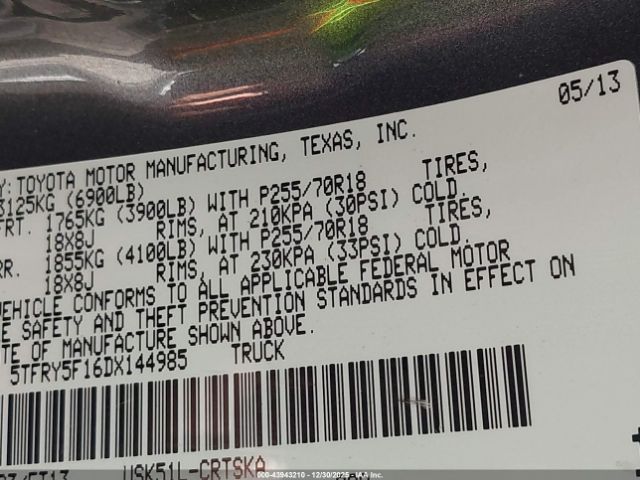 05/13
Y: TOYOTA MOTOR MANUFACTURING, TEXAS, INC.
3125KG (6900LB)
FRT. 1765KG (3900LB) WITH P255/70R18 TIRES,
18X8J RIMS, AT 210KPA (30PSI) COLD.
RR. 1855KG (4100LB) WITH P255/70R18 TIRES,
18X8J RIMS, AT 230KPA (33PSI) COLD.
VEHICLE CONFORMS TO ALL APPLICABLE FEDERAL MOTOR
E SAFETY AND THEFT PREVENTION STANDARDS IN EFFECT ON
TE OF MANUFACTURE SHOWN ABOVE.
5TFRY5F16DX144985 TRUCK
USK51L-CRTSKA
000-43943210 - 12/30/2025 - IAA Inc.